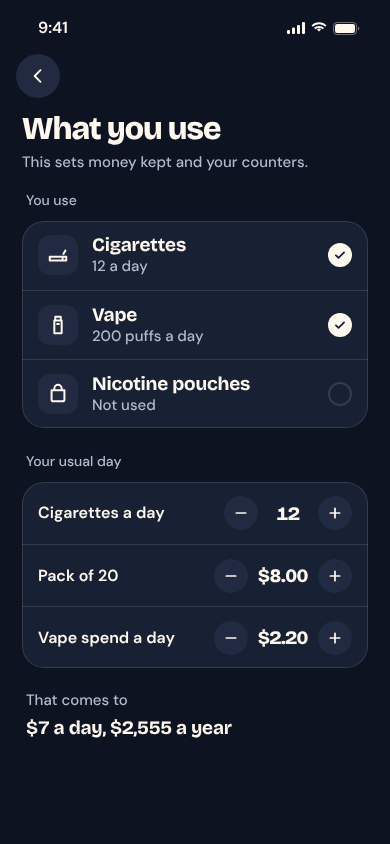 9:41
What you use
This sets money kept and your counters.
You use
Cigarettes
12 a day
Vape
200 puffs a day
Nicotine pouches
Not used
Your usual day
Cigarettes a day − 12 +
Pack of 20 − $8.00 +
Vape spend a day − $2.20 +
That comes to
$7 a day, $2,555 a year